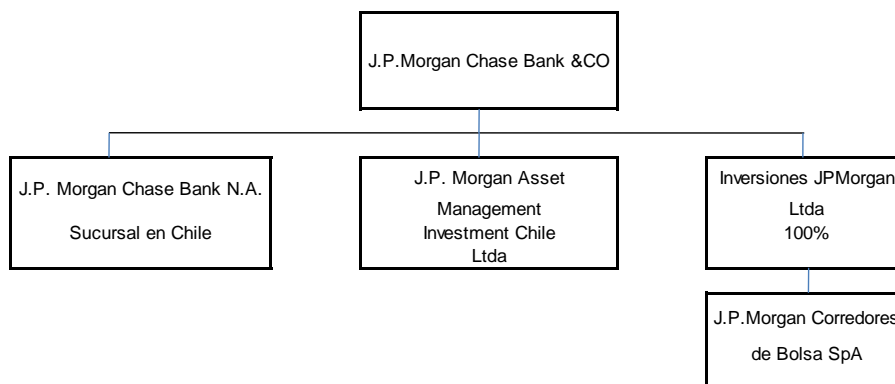 J.P.Morgan Chase Bank &CO
J.P. Morgan Chase Bank N.A.
Sucursal en Chile
J.P. Morgan Asset
Management
Investment Chile
Ltda
Inversiones JPMorgan
Ltda
100%
J.P.Morgan Corredores
de Bolsa SpA